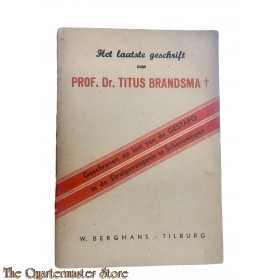 Het laatste geschrift
van
PROF. Dr. TITUS BRANDSMA †
Geschreven op last van de GESTAPO
in de Strafgevangenis te Scheveningen
W. BERGHANS - TILBURG
The Quartermaster Store